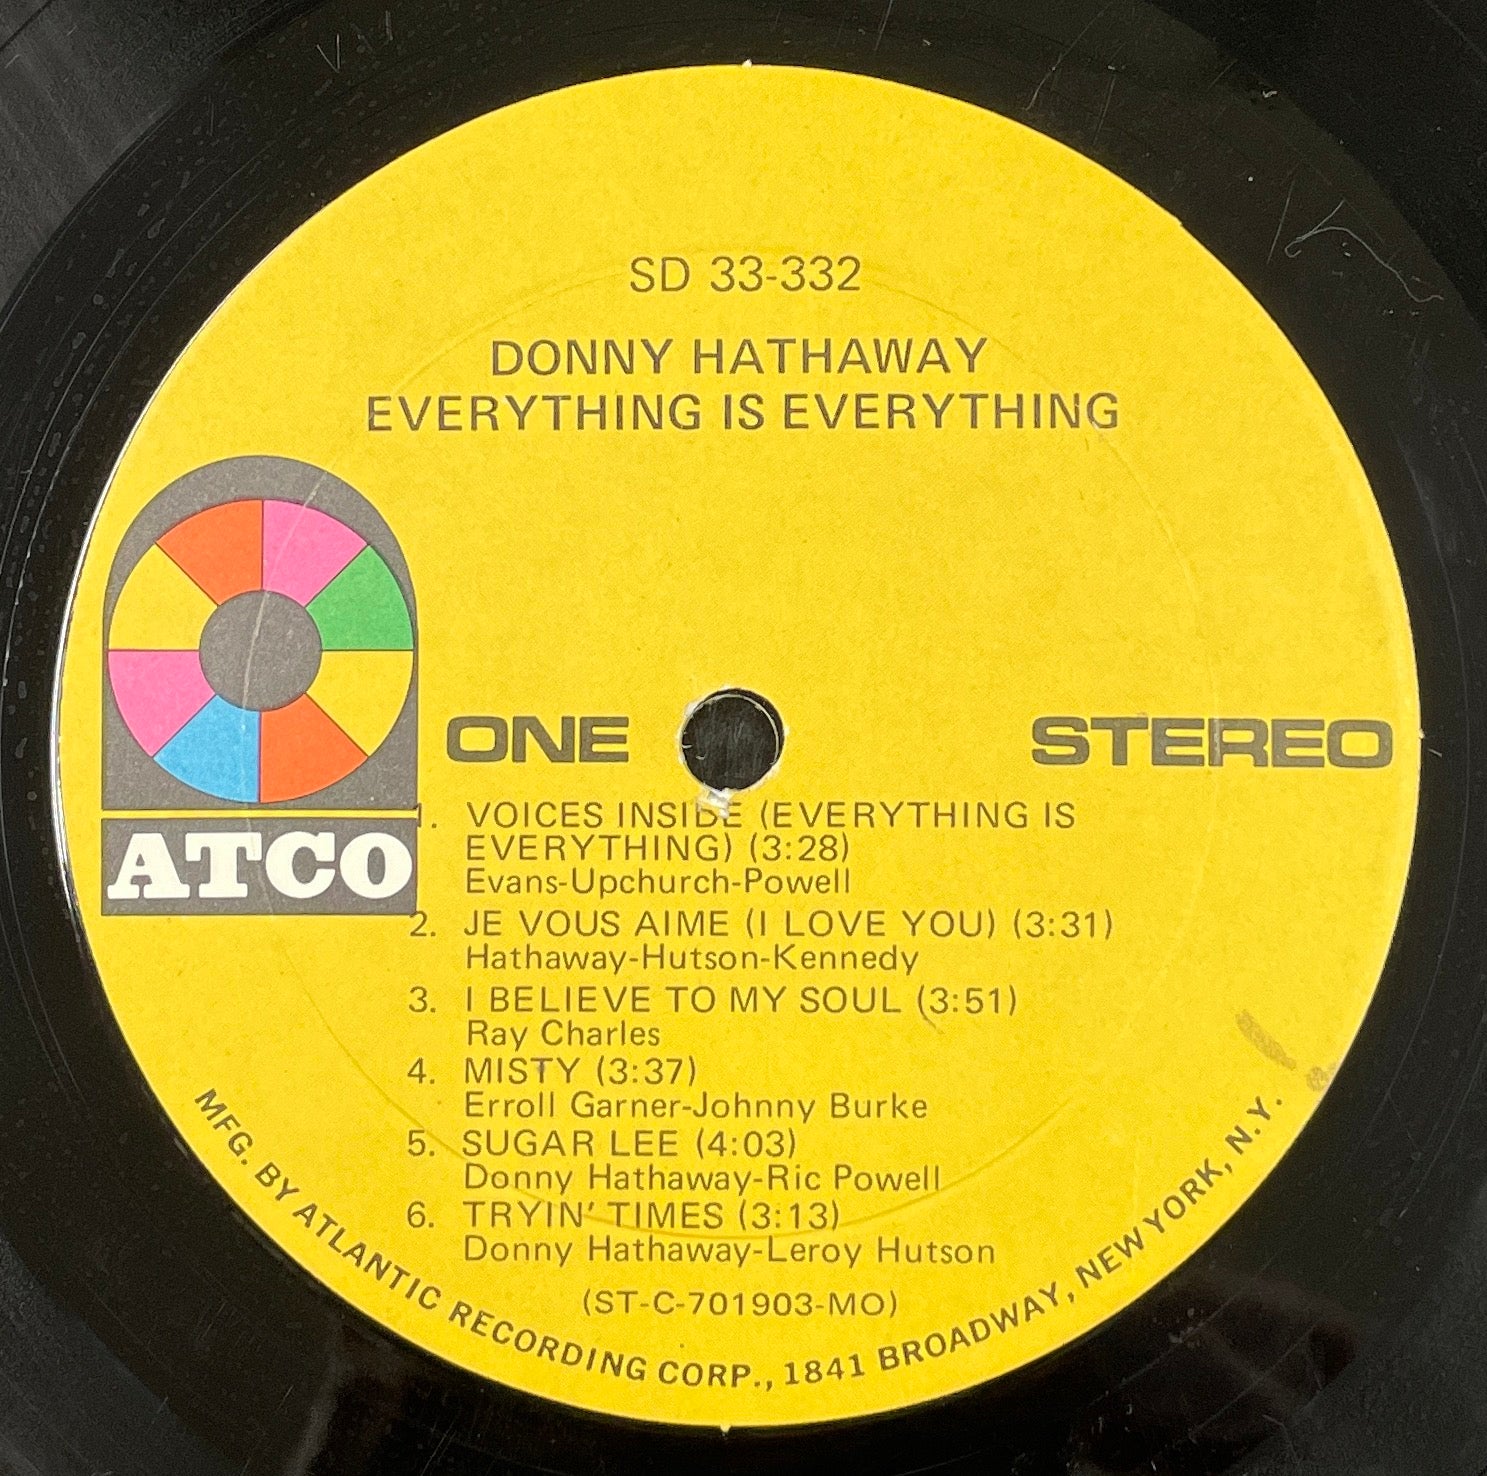 SD 33-332
DONNY HATHAWAY
EVERYTHING IS EVERYTHING
ATCO
ONE
STEREO
1. VOICES INSIDE (EVERYTHING IS
EVERYTHING) (3:28)
Evans-Upchurch-Powell
2. JE VOUS AIME (I LOVE YOU) (3:31)
Hathaway-Hutson-Kennedy
3. I BELIEVE TO MY SOUL (3:51)
Ray Charles
4. MISTY (3:37)
Erroll Garner-Johnny Burke
5. SUGAR LEE (4:03)
Donny Hathaway-Ric Powell
6. TRYIN' TIMES (3:13)
Donny Hathaway-Leroy Hutson
(ST-C-701903-MO)
MFG. BY ATLANTIC RECORDING CORP., 1841 BROADWAY, NEW YORK, N.Y.